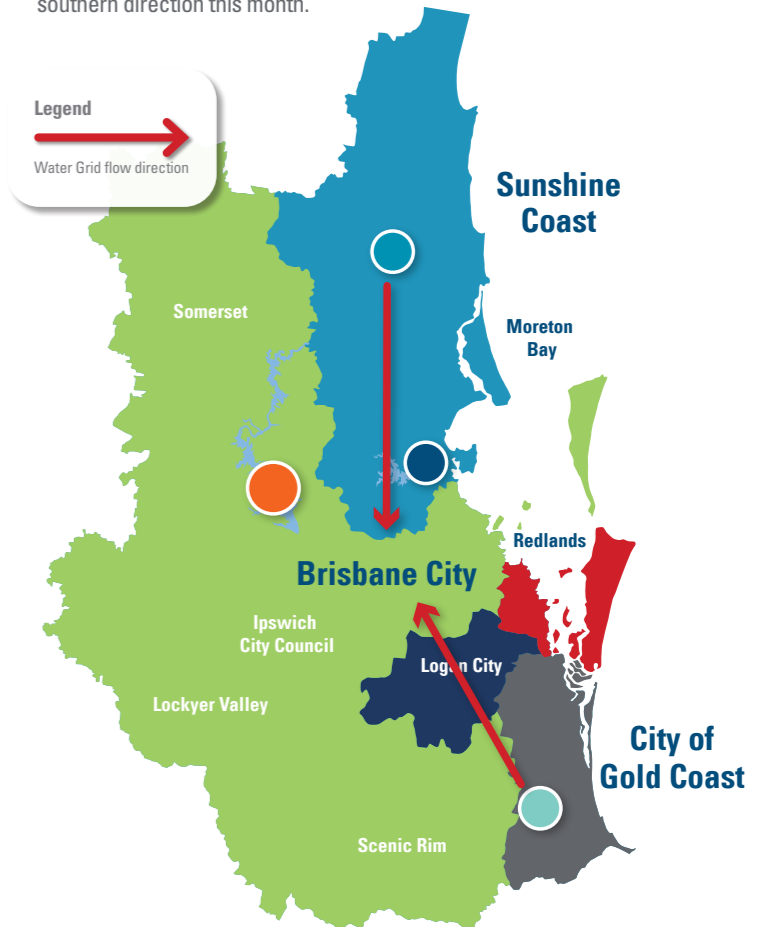 southern direction this month.
Legend
Water Grid flow direction
Sunshine
Coast
Somerset
Moreton
Bay
Redlands
Brisbane City
Ipswich
City Council
Logan City
Lockyer Valley
City of
Gold Coast
Scenic Rim